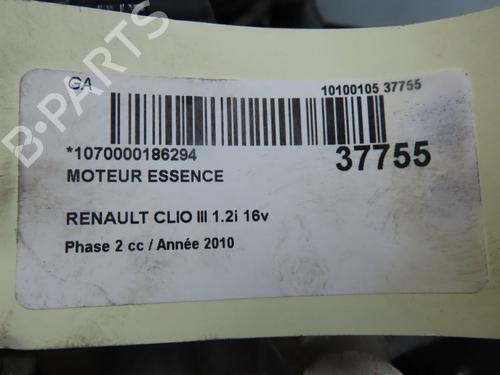 GA
10100105 37755
*1070000186294
37755
MOTEUR ESSENCE
RENAULT CLIO III 1.2i 16v
Phase 2 cc / Année 2010
B-PARTS